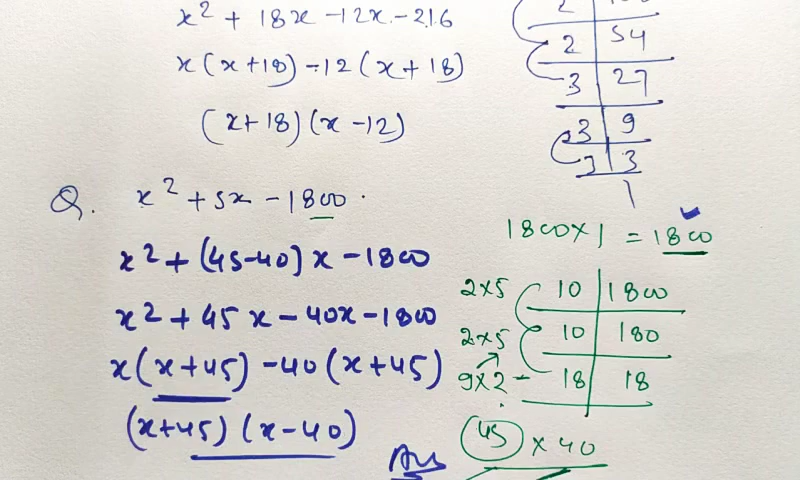 x² + 18x - 12x - 216
x(x+18) - 12(x+18)
(x+18)(x-12)
2
2 | 54
3 | 27
3 | 9
3 | 3
1
Q. x² + 5x - 1800.
x² + (45-40)x - 1800
x² + 45x - 40x - 1800
x(x+45) - 40(x+45)
(x+45)(x-40)
Ans
1800×1 = 1800
2×5 10 | 1800
2×5 10 | 180
9×2 - 18 | 18
45 × 40